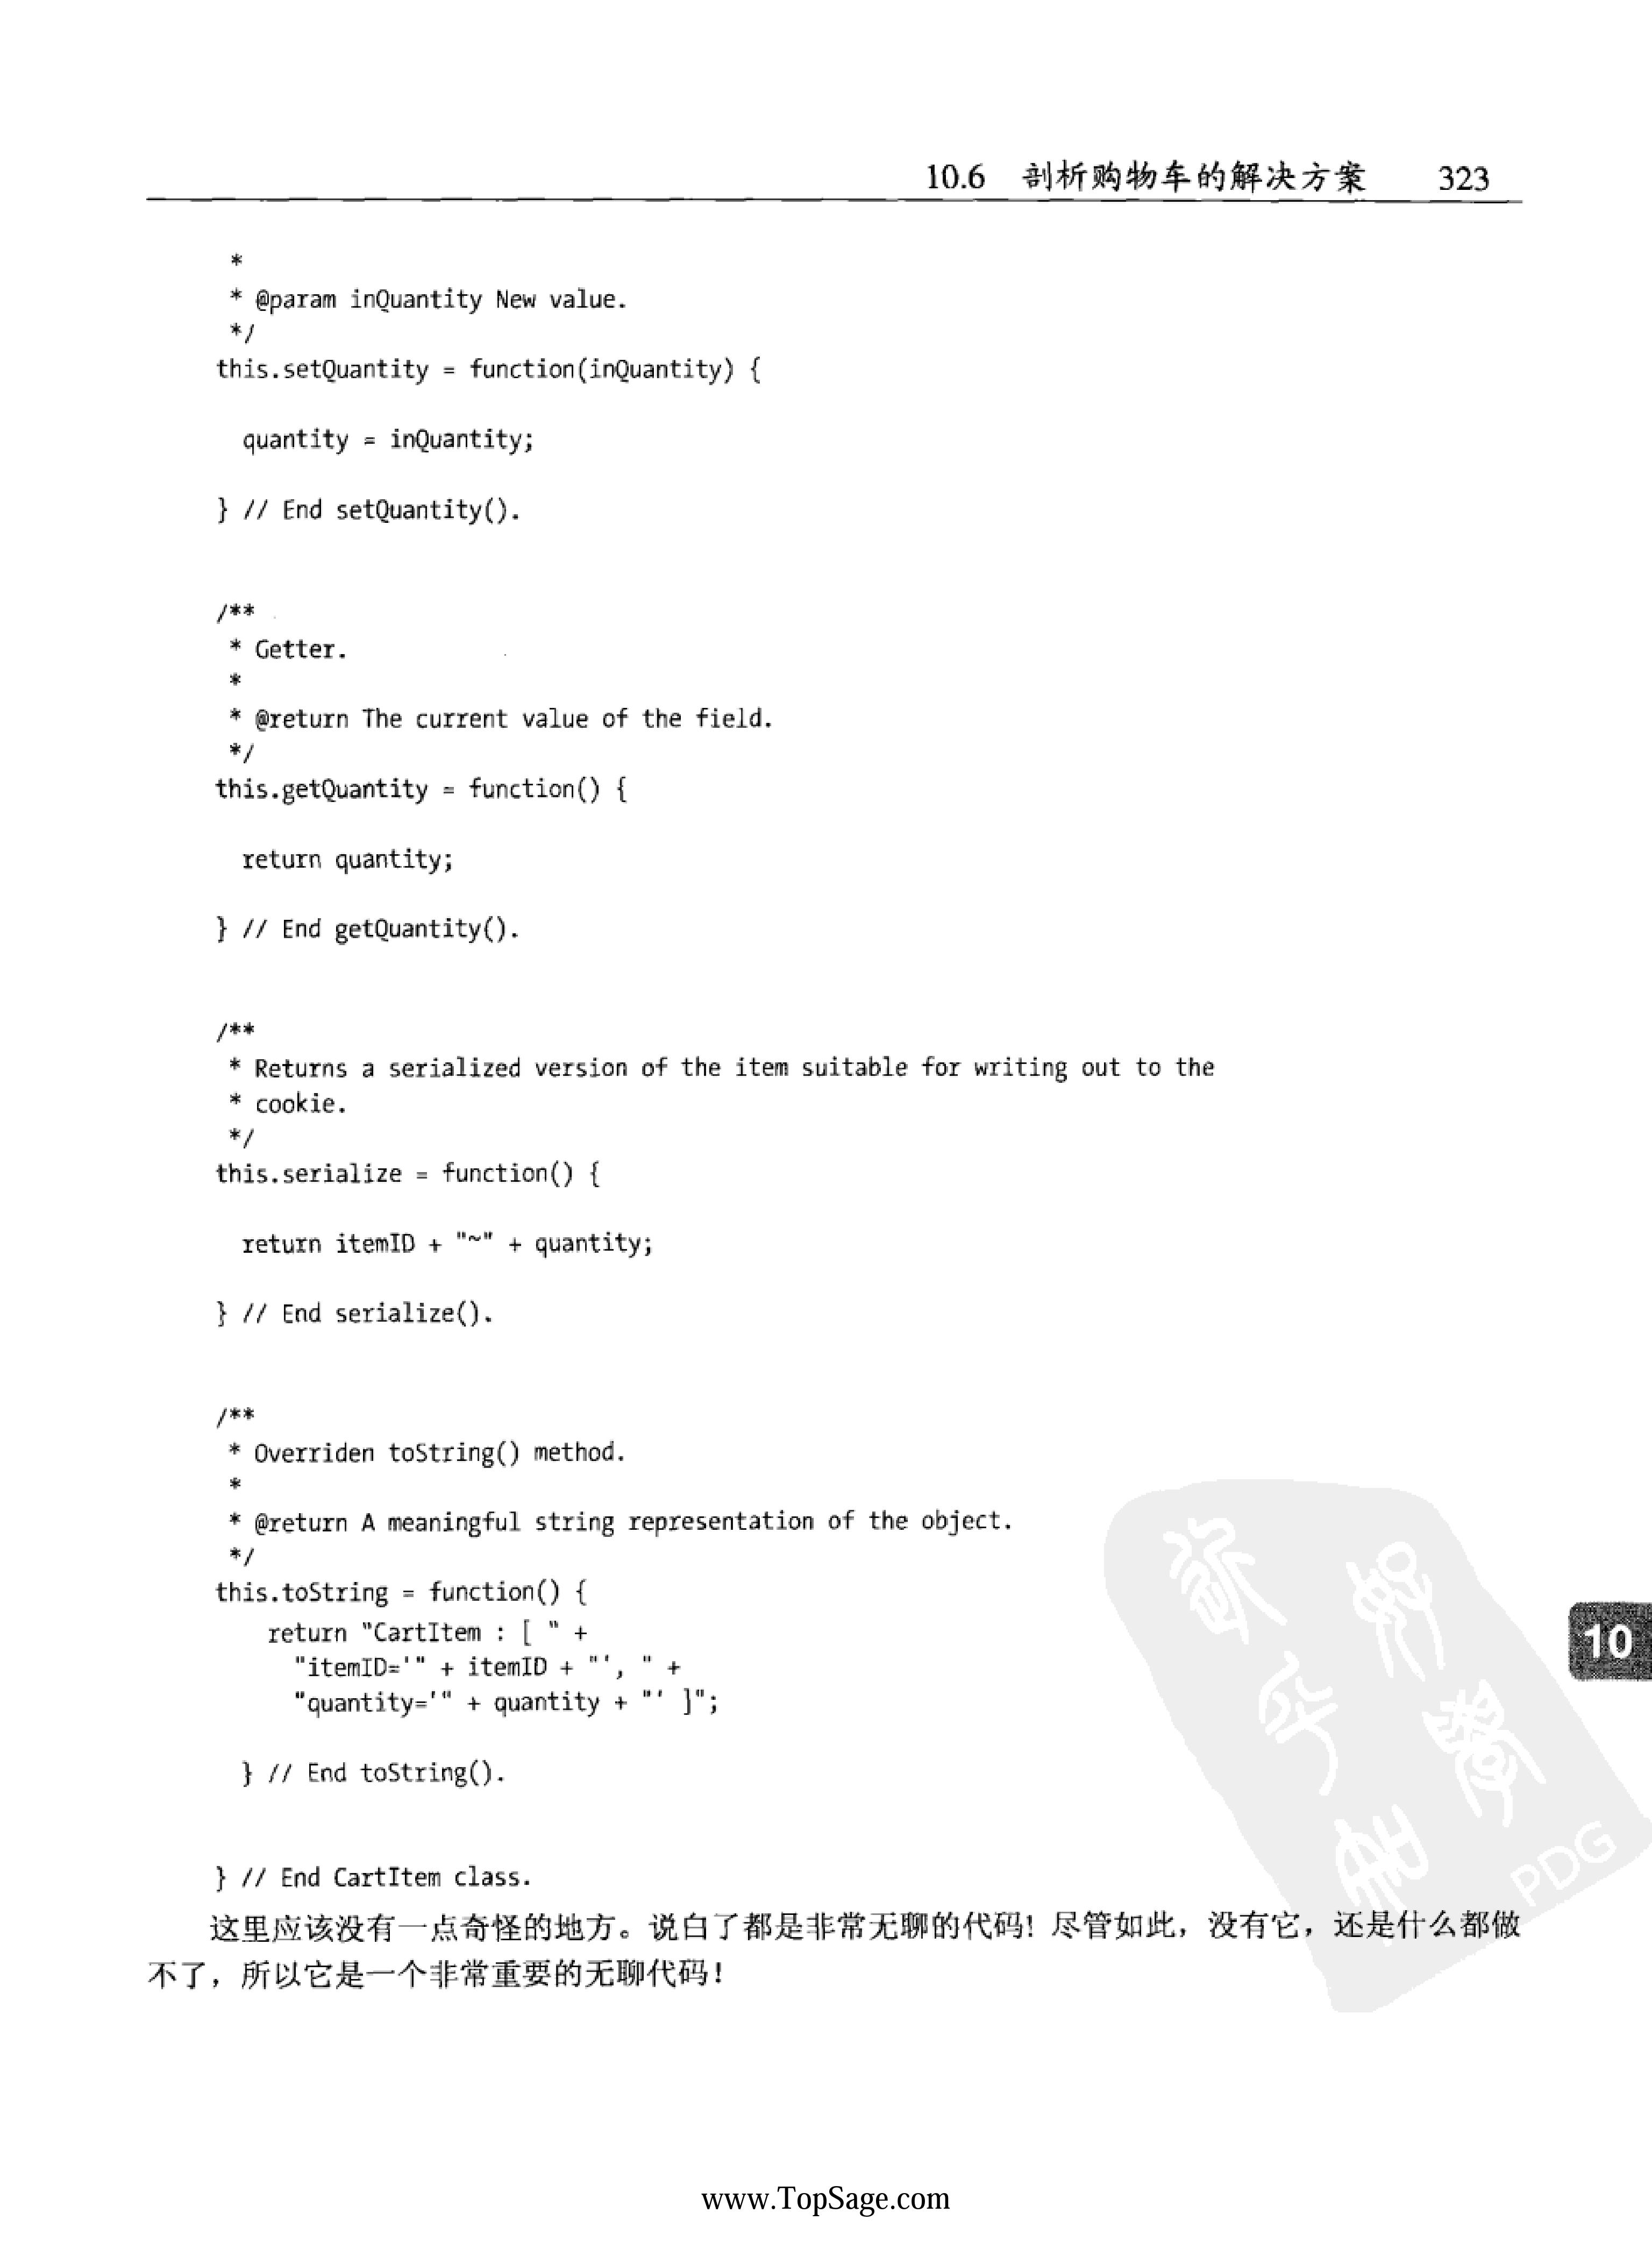 10.6 剖析购物车的解决方案 323
*
* @param inQuantity New value.
*/
this.setQuantity = function(inQuantity) {
quantity = inQuantity;
} // End setQuantity().
/**
* Getter.
*
* @return The current value of the field.
*/
this.getQuantity = function() {
return quantity;
} // End getQuantity().
/**
* Returns a serialized version of the item suitable for writing out to the
* cookie.
*/
this.serialize = function() {
return itemID + "~" + quantity;
} // End serialize().
/**
* Overriden toString() method.
*
* @return A meaningful string representation of the object.
*/
this.toString = function() {
return "CartItem : [ " +
"itemID='" + itemID + "', " +
"quantity='" + quantity + "' ]";
} // End toString().
} // End CartItem class.
这里应该没有一点奇怪的地方。说白了都是非常无聊的代码！尽管如此，没有它，还是什么都做
不了，所以它是一个非常重要的无聊代码！
10
PDG
www.TopSage.com